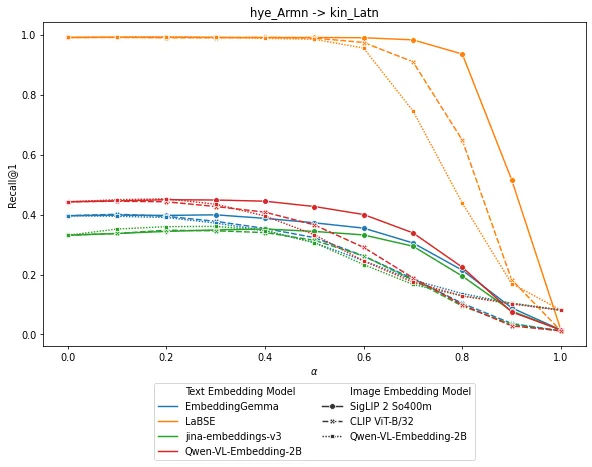 hye_Armn -> kin_Latn
Recall@1
1.0
0.8
0.6
0.4
0.2
0.0
0.0 0.2 0.4 0.6 0.8 1.0
α
Text Embedding Model
EmbeddingGemma
LaBSE
jina-embeddings-v3
Qwen-VL-Embedding-2B
Image Embedding Model
SigLIP 2 So400m
CLIP ViT-B/32
Qwen-VL-Embedding-2B